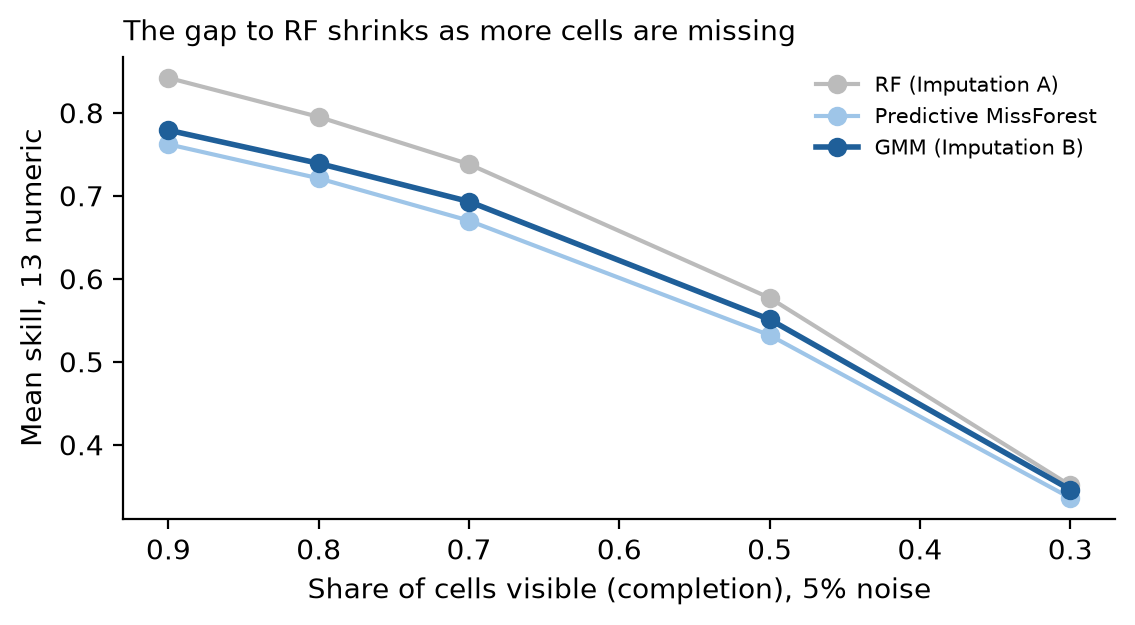 The gap to RF shrinks as more cells are missing
RF (Imputation A)
Predictive MissForest
GMM (Imputation B)
Mean skill, 13 numeric
0.8
0.7
0.6
0.5
0.4
0.9 0.8 0.7 0.6 0.5 0.4 0.3
Share of cells visible (completion), 5% noise